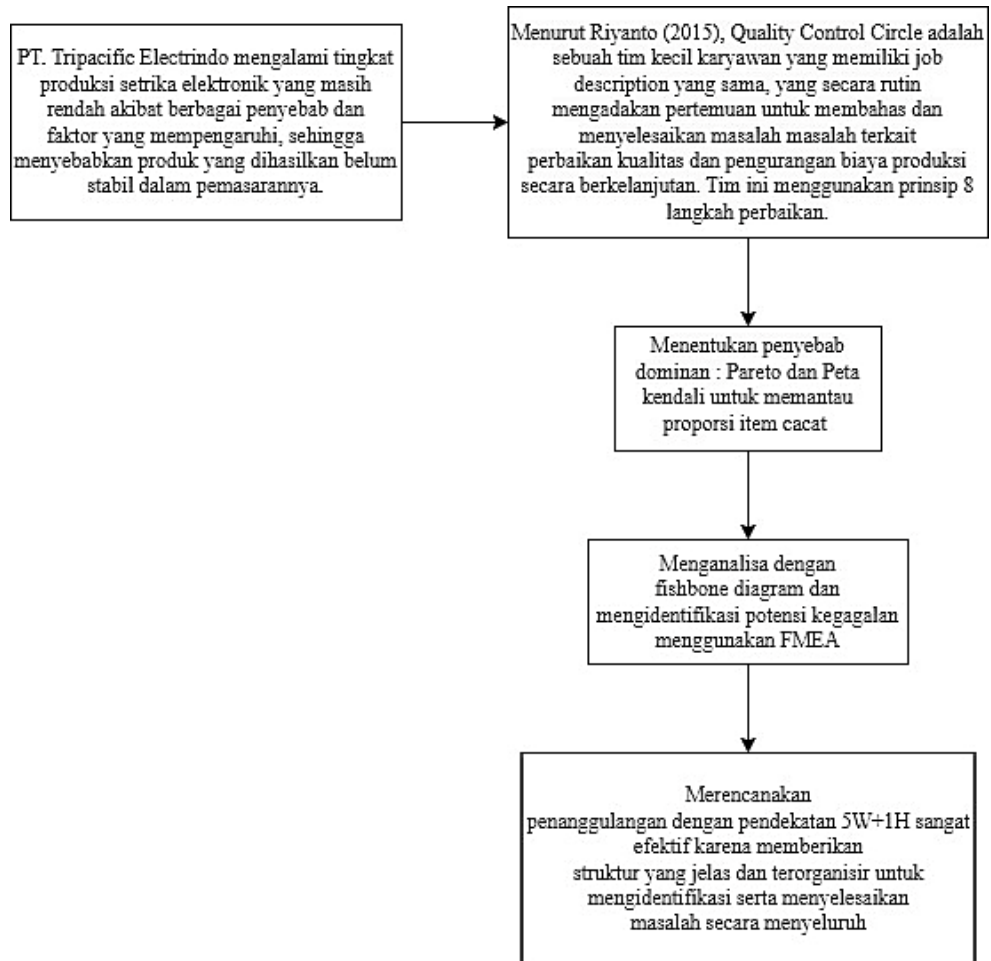 PT. Tripacific Electrindo mengalami tingkat
produksi setrika elektronik yang masih
rendah akibat berbagai penyebab dan
faktor yang mempengaruhi, sehingga
menyebabkan produk yang dihasilkan belum
stabil dalam pemasarannya.
Menurut Riyanto (2015), Quality Control Circle adalah
sebuah tim kecil karyawan yang memiliki job
description yang sama, yang secara rutin
mengadakan pertemuan untuk membahas dan
menyelesaikan masalah masalah terkait
perbaikan kualitas dan pengurangan biaya produksi
secara berkelanjutan. Tim ini menggunakan prinsip 8
langkah perbaikan.
Menentukan penyebab
dominan : Pareto dan Peta
kendali untuk memantau
proporsi item cacat
Menganalisa dengan
fishbone diagram dan
mengidentifikasi potensi kegagalan
menggunakan FMEA
Merencanakan
penanggulangan dengan pendekatan 5W+1H sangat
efektif karena memberikan
struktur yang jelas dan terorganisir untuk
mengidentifikasi serta menyelesaikan
masalah secara menyeluruh